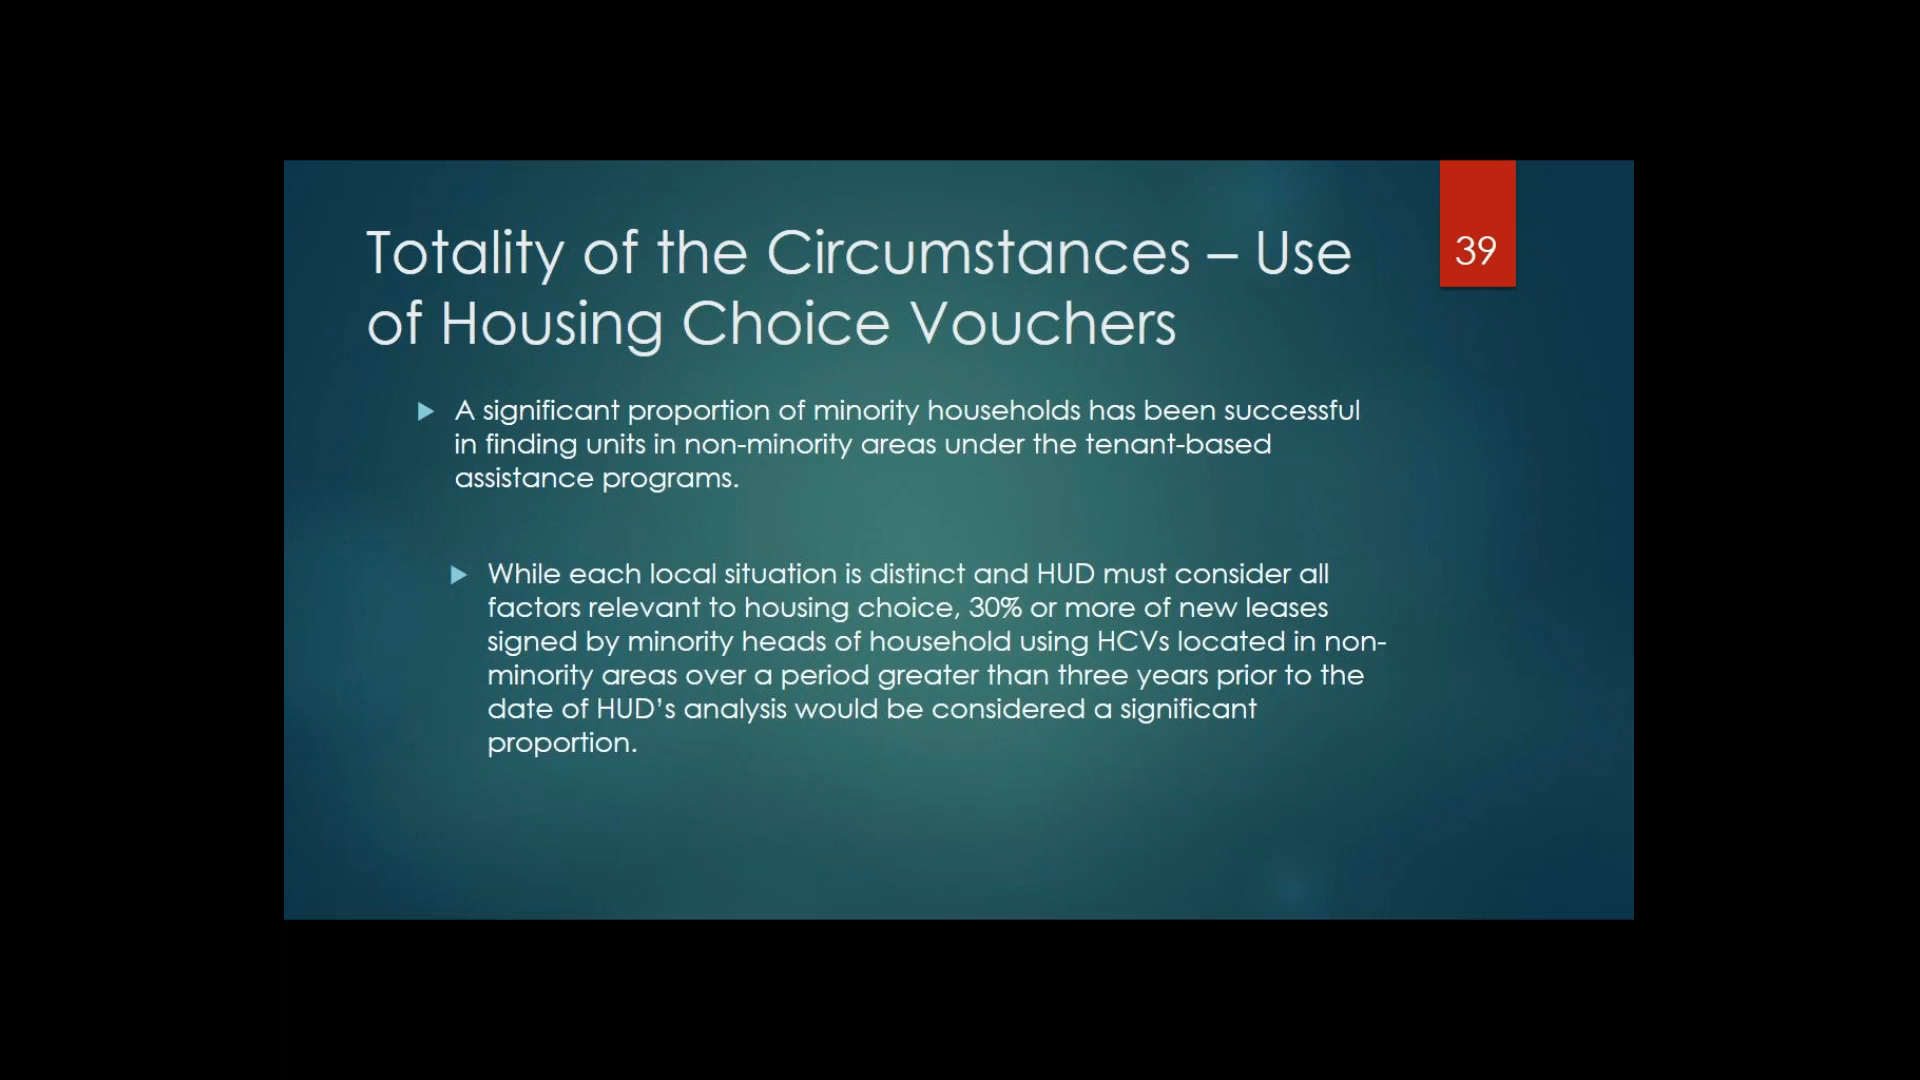 Totality of the Circumstances – Use
of Housing Choice Vouchers
39
A significant proportion of minority households has been successful
in finding units in non-minority areas under the tenant-based
assistance programs.
While each local situation is distinct and HUD must consider all
factors relevant to housing choice, 30% or more of new leases
signed by minority heads of household using HCVs located in non-
minority areas over a period greater than three years prior to the
date of HUD’s analysis would be considered a significant
proportion.